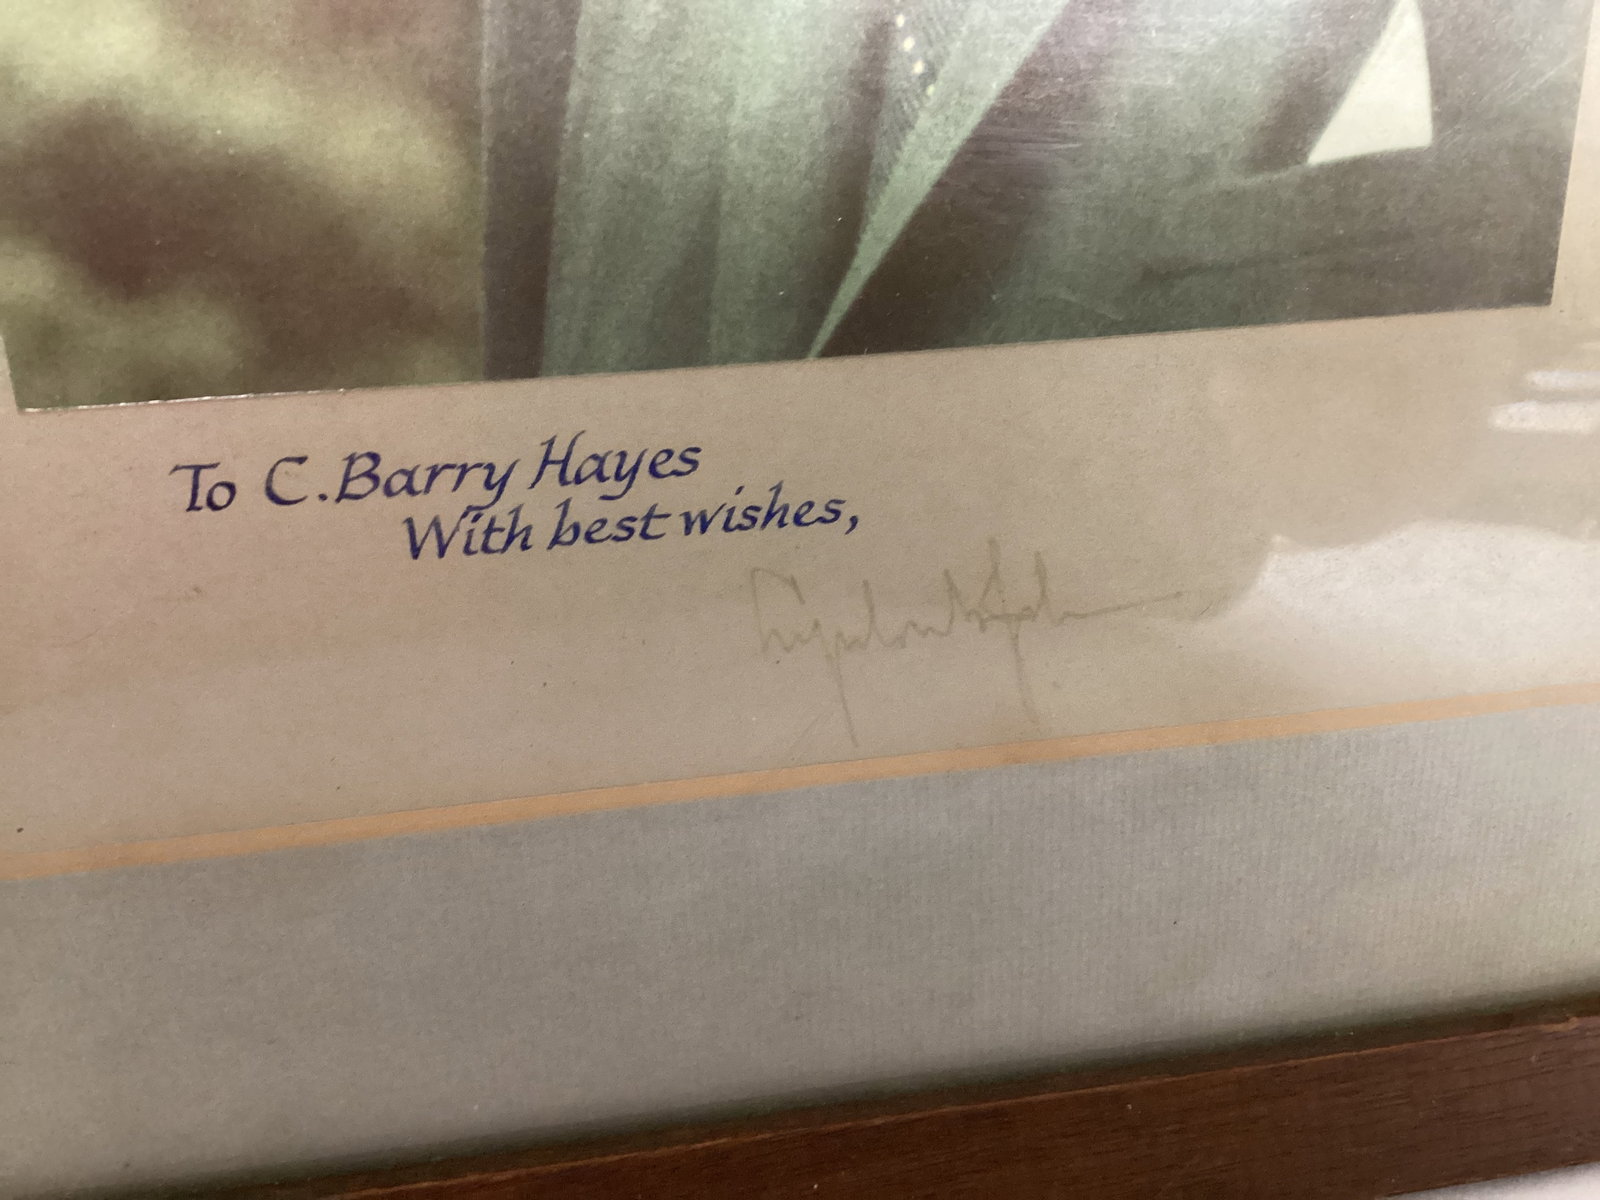 To C. Barry Hayes
With best wishes,